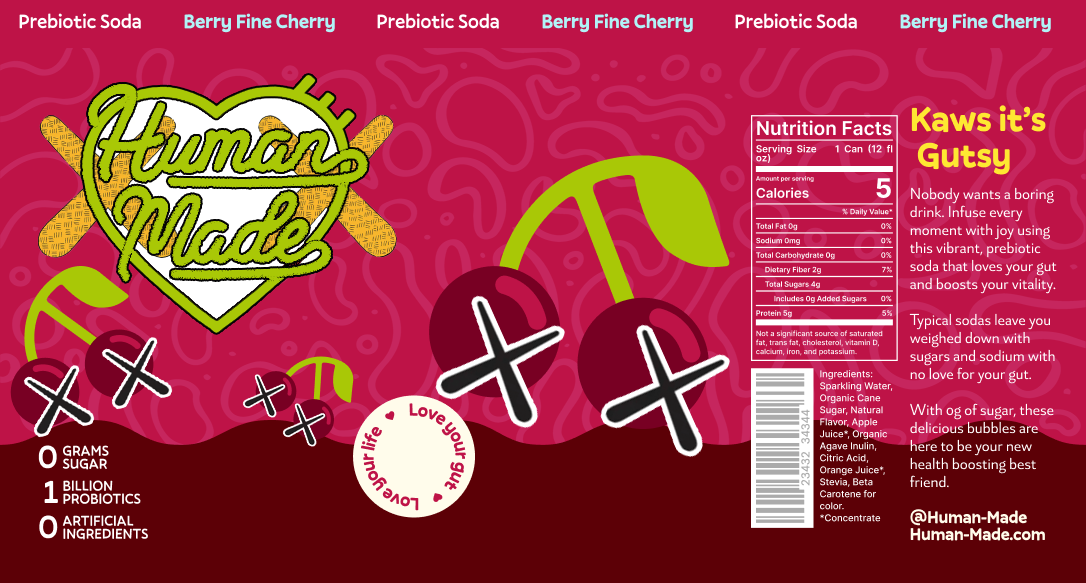 Prebiotic Soda Berry Fine Cherry Prebiotic Soda Berry Fine Cherry Prebiotic Soda Berry Fine Cherry
Human
Made
0 GRAMS
SUGAR
1 BILLION
PROBIOTICS
0 ARTIFICIAL
INGREDIENTS
Love your gut
Love your life
Nutrition Facts
Serving Size 1 Can (12 fl
oz)
Amount per serving
Calories 5
% Daily Value*
Total Fat 0g 0%
Sodium 0mg 0%
Total Carbohydrate 0g 0%
Dietary Fiber 2g 7%
Total Sugars 4g
Includes 0g Added Sugars 0%
Protein 5g 5%
Not a significant source of saturated
fat, trans fat, cholesterol, vitamin D,
calcium, iron, and potassium.
23432 34344
Ingredients:
Sparkling Water,
Organic Cane
Sugar, Natural
Flavor, Apple
Juice*, Organic
Agave Inulin,
Citric Acid,
Orange Juice*,
Stevia, Beta
Carotene for
color.
*Concentrate
Kaws it's
Gutsy
Nobody wants a boring
drink. Infuse every
moment with joy using
this vibrant, prebiotic
soda that loves your gut
and boosts your vitality.
Typical sodas leave you
weighed down with
sugars and sodium with
no love for your gut.
With og of sugar, these
delicious bubbles are
here to be your new
health boosting best
friend.
@Human-Made
Human-Made.com